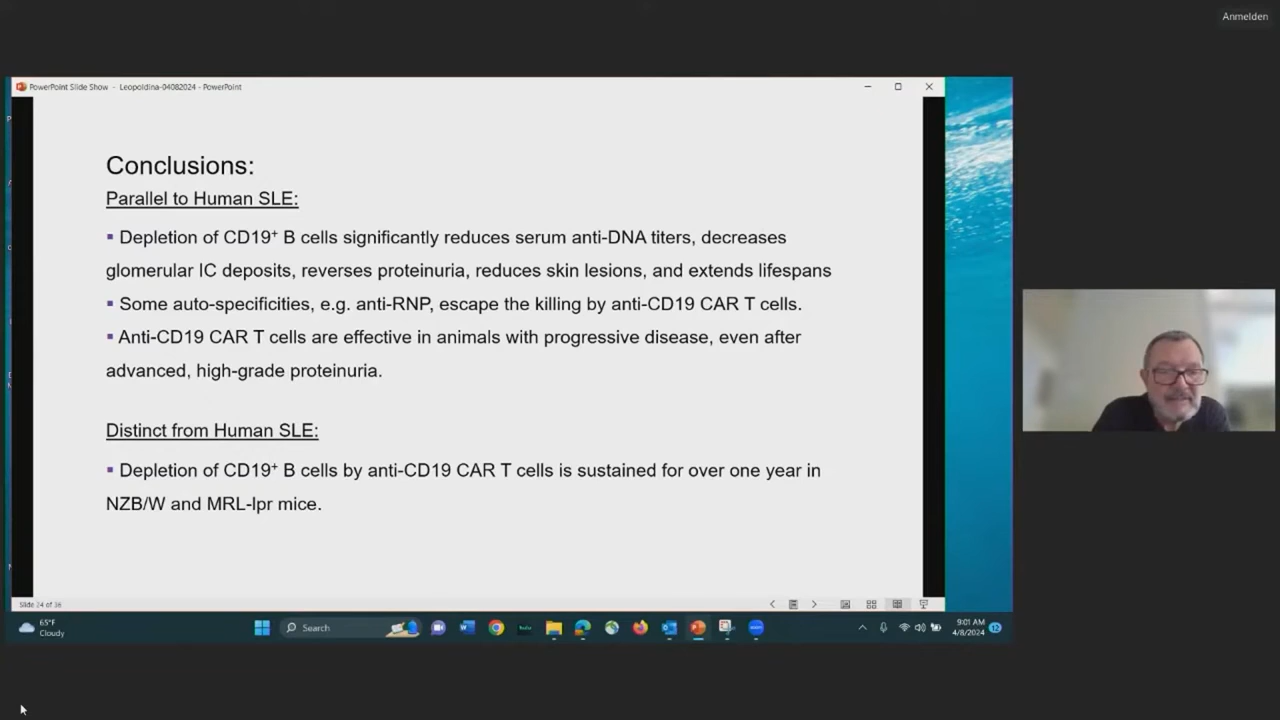 Anmelden
PowerPoint Slide Show - Leopoldina-04082024 - PowerPoint
Conclusions:
Parallel to Human SLE:
▪ Depletion of CD19⁺ B cells significantly reduces serum anti-DNA titers, decreases
glomerular IC deposits, reverses proteinuria, reduces skin lesions, and extends lifespans
▪ Some auto-specificities, e.g. anti-RNP, escape the killing by anti-CD19 CAR T cells.
▪ Anti-CD19 CAR T cells are effective in animals with progressive disease, even after
advanced, high-grade proteinuria.
Distinct from Human SLE:
▪ Depletion of CD19⁺ B cells by anti-CD19 CAR T cells is sustained for over one year in
NZB/W and MRL-lpr mice.
Slide 24 of 36
65°F
Cloudy
Search
9:01 AM
4/8/2024
12